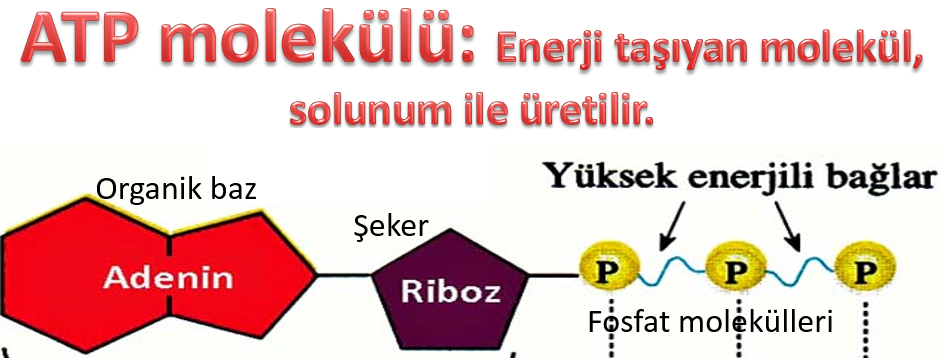 ATP molekülü: Enerji taşıyan molekül,
solunum ile üretilir.
Organik baz
Yüksek enerjili bağlar
Şeker
Adenin
Riboz
P P P
Fosfat molekülleri